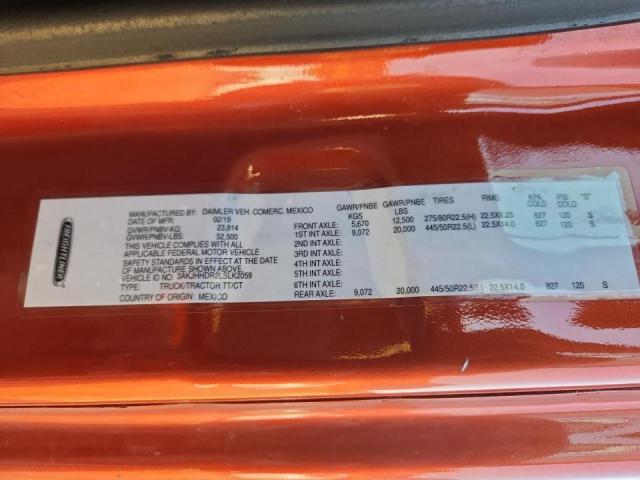 FREIGHTLINER
MANUFACTURED BY: DAIMLER VEH. COMERC. MEXICO
DATE OF MFR: 02/19
GVWR/PNBV-KG: 23,814
GVWR/PNBV-LBS: 52,500
THIS VEHICLE COMPLIES WITH ALL
APPLICABLE FEDERAL MOTOR VEHICLE
SAFETY STANDARDS IN EFFECT AT THE DATE
OF MANUFACTURE SHOWN ABOVE.
VEHICLE ID NO.: 3AKJHHDR2LSLK2059
TYPE: TRUCK/TRACTOR TT/CT
COUNTRY OF ORIGIN: MEXICO
GAWR/PNBE KGS GAWR/PNBE LBS TIRES RIMS KPA COLD PSI COLD "S"
FRONT AXLE: 5,670 12,500 275/80R22.5(H) 22.5X8.25 827 120 S
1ST INT AXLE: 9,072 20,000 445/50R22.5(L) 22.5X14.0 827 120 S
2ND INT AXLE:
3RD INT AXLE:
4TH INT AXLE:
5TH INT AXLE:
6TH INT AXLE:
REAR AXLE: 9,072 20,000 445/50R22.5(L) 22.5X14.0 827 120 S